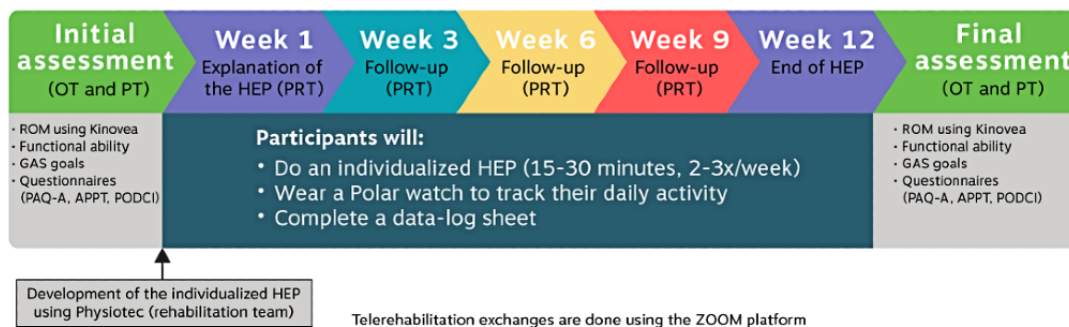 Initial
assessment
(OT and PT)
Week 1
Explanation of
the HEP (PRT)
Week 3
Follow-up
(PRT)
Week 6
Follow-up
(PRT)
Week 9
Follow-up
(PRT)
Week 12
End of HEP
Final
assessment
(OT and PT)
• ROM using Kinovea
• Functional ability
• GAS goals
• Questionnaires
(PAQ-A, APPT, PODCI)
Participants will:
• Do an individualized HEP (15-30 minutes, 2-3x/week)
• Wear a Polar watch to track their daily activity
• Complete a data-log sheet
• ROM using Kinovea
• Functional ability
• GAS goals
• Questionnaires
(PAQ-A, APPT, PODCI)
Development of the individualized HEP
using Physiotec (rehabilitation team)
Telerehabilitation exchanges are done using the ZOOM platform